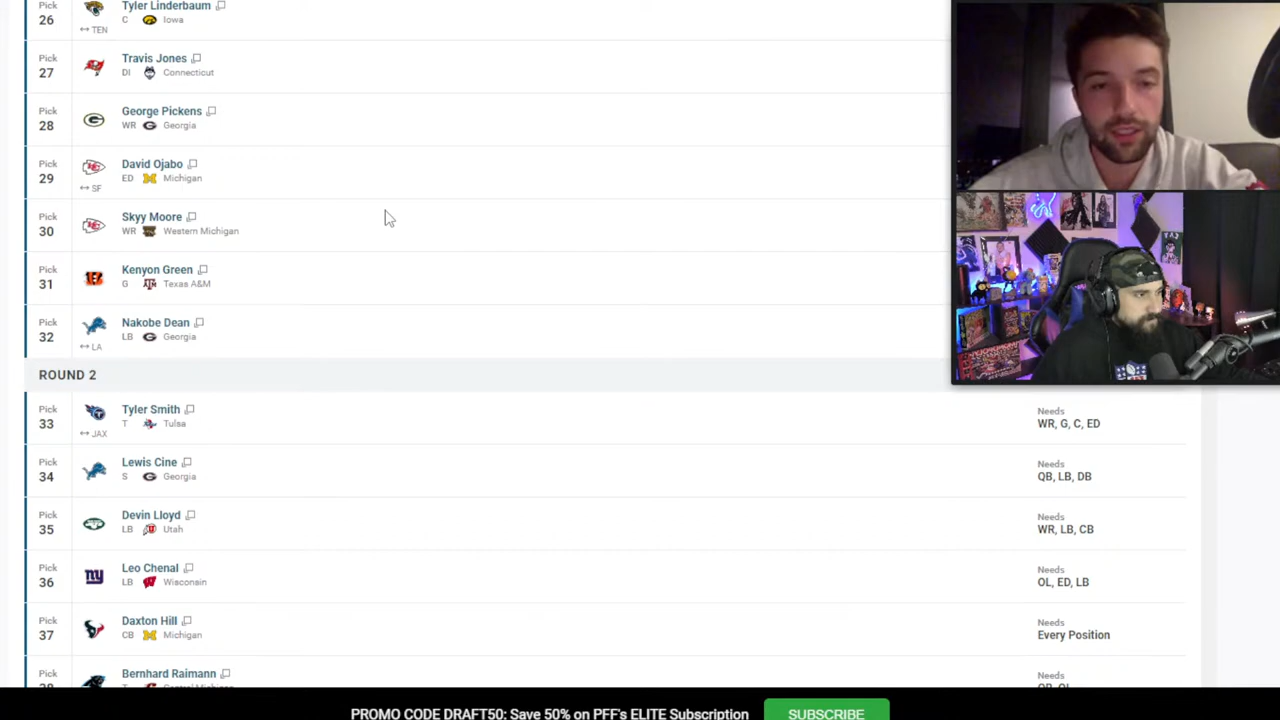 Pick
26
↔ TEN
Tyler Linderbaum
C Iowa
Pick
27
Travis Jones
DI Connecticut
Pick
28
George Pickens
WR Georgia
Pick
29
↔ SF
David Ojabo
ED Michigan
Pick
30
Skyy Moore
WR Western Michigan
Pick
31
Kenyon Green
G Texas A&M
Pick
32
↔ LA
Nakobe Dean
LB Georgia
ROUND 2
Pick
33
↔ JAX
Tyler Smith
T Tulsa
Needs
WR, G, C, ED
Pick
34
Lewis Cine
S Georgia
Needs
QB, LB, DB
Pick
35
Devin Lloyd
LB Utah
Needs
WR, LB, CB
Pick
36
Leo Chenal
LB Wisconsin
Needs
OL, ED, LB
Pick
37
Daxton Hill
CB Michigan
Needs
Every Position
Pick
38
Bernhard Raimann
T Central Michigan
Needs
QB, OL
PROMO CODE DRAFT50: Save 50% on PFF's ELITE Subscription
SUBSCRIBE